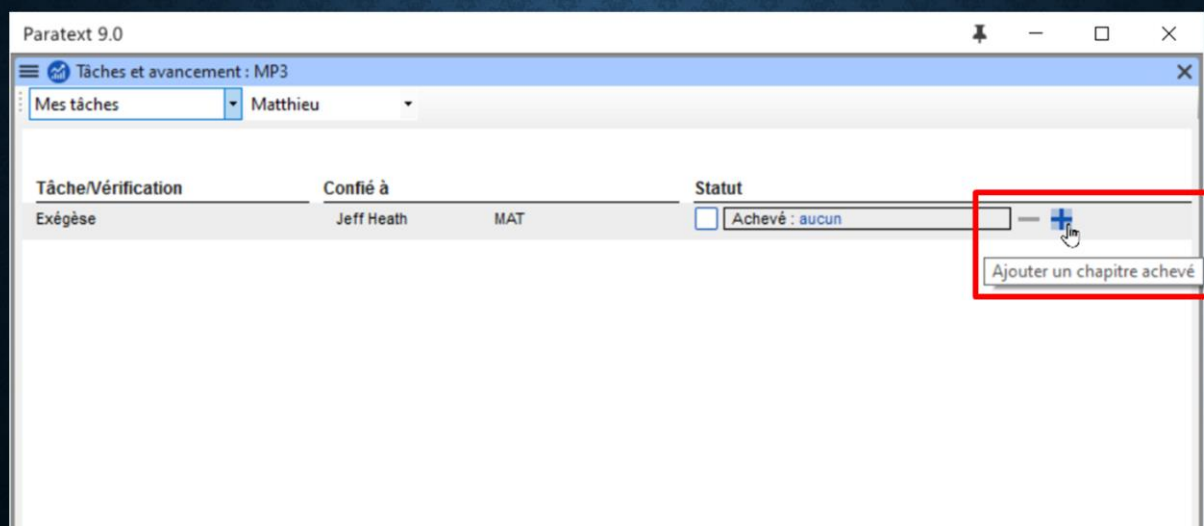 Paratext 9.0
Tâches et avancement : MP3
Mes tâches Matthieu
Tâche/Vérification Confié à Statut
Exégèse Jeff Heath MAT Achevé : aucun
Ajouter un chapitre achevé